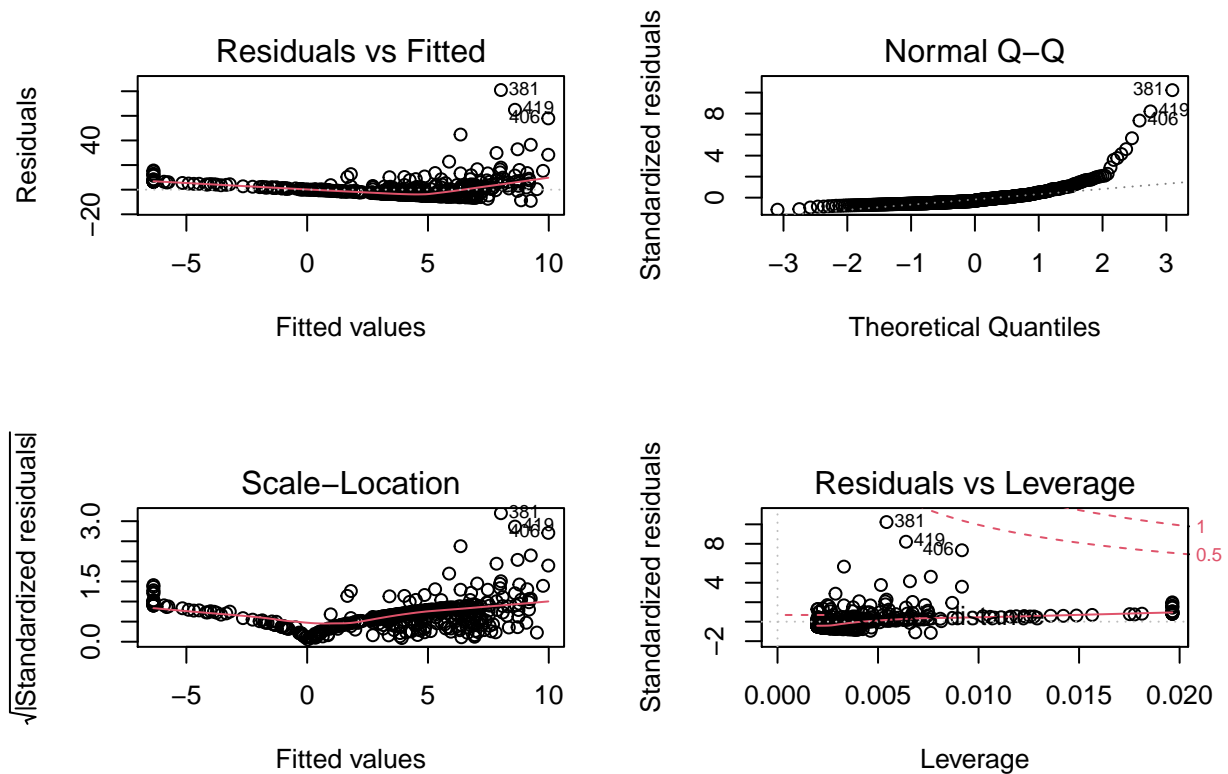 Residuals vs Fitted
Residuals
40
−20
381
419
406
−5 0 5 10
Fitted values
Normal Q−Q
Standardized residuals
8
4
0
381
419
406
−3 −2 −1 0 1 2 3
Theoretical Quantiles
Scale−Location
√|Standardized residuals|
3.0
1.5
0.0
381
419
406
−5 0 5 10
Fitted values
Residuals vs Leverage
Standardized residuals
8
4
−2
381
419
406
1
0.5
0.000 0.005 0.010 0.015 0.020
Leverage